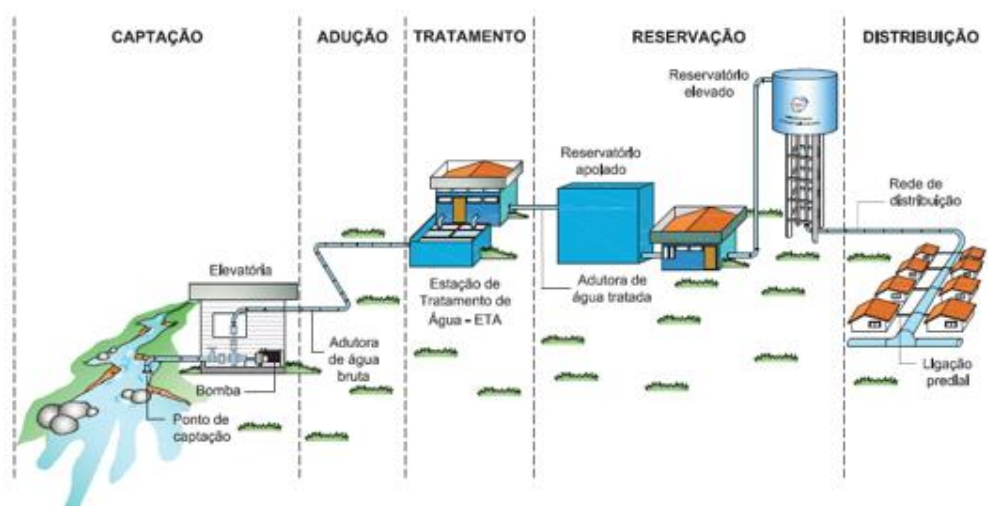 CAPTAÇÃO
ADUÇÃO
TRATAMENTO
RESERVAÇÃO
DISTRIBUIÇÃO
Reservatório
elevado
Reservatório
apoiado
Rede de
distribuição
Elevatória
Estação de
Tratamento de
Água - ETA
Adutora de
água tratada
Adutora
de água
bruta
Bomba
Ponto de
captação
Ligação
predial